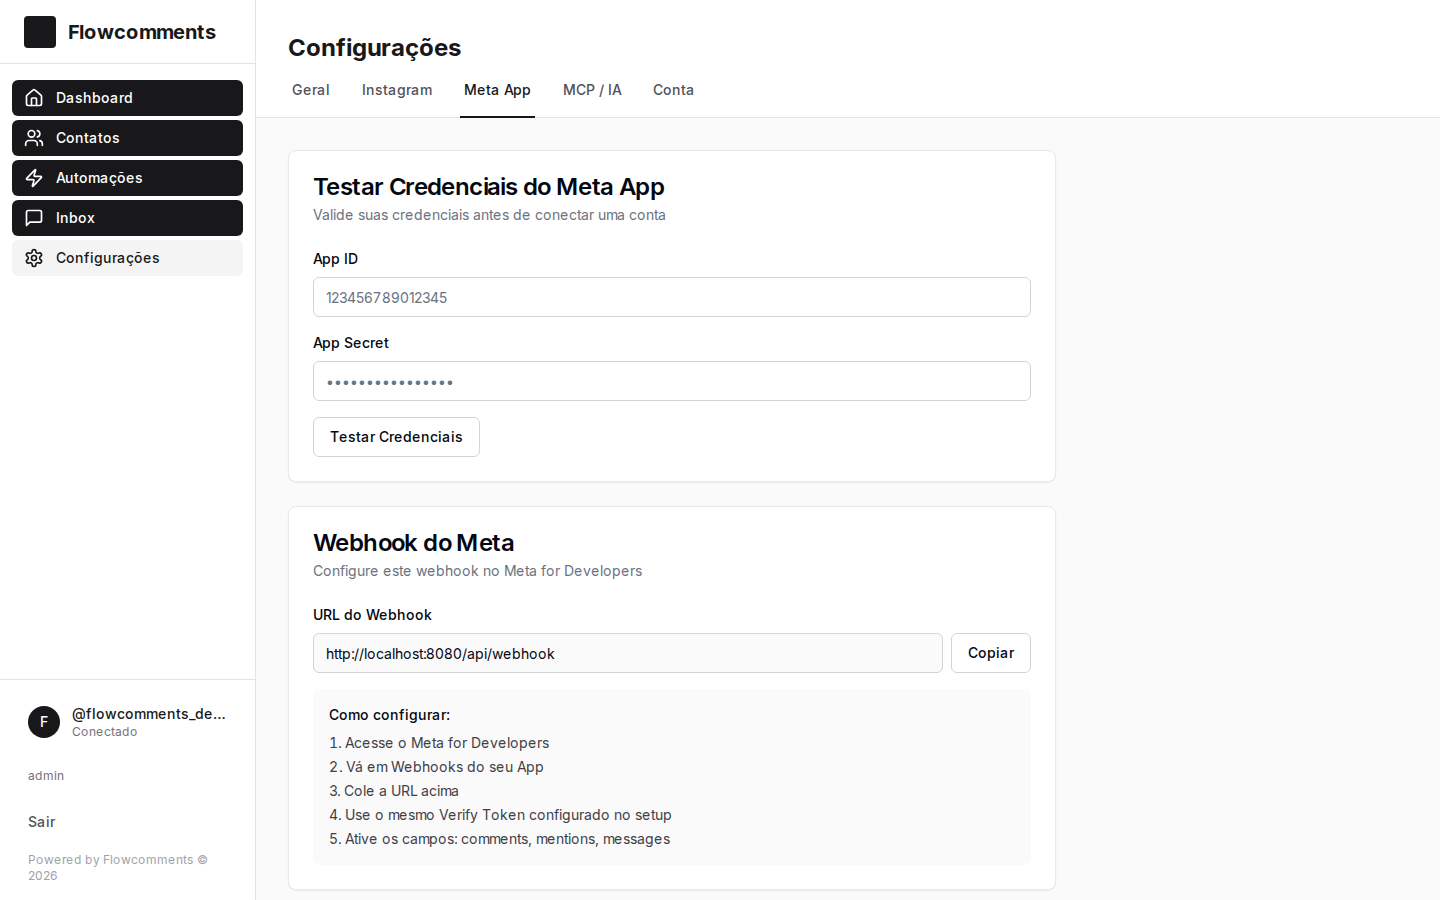 Flowcomments
Dashboard
Contatos
Automações
Inbox
Configurações
@flowcomments_de...
F
Conectado
admin
Sair
Powered by Flowcomments ©
2026
Configurações
Geral Instagram Meta App MCP / IA Conta
Testar Credenciais do Meta App
Valide suas credenciais antes de conectar uma conta
App ID
123456789012345
App Secret
••••••••••••••••
Testar Credenciais
Webhook do Meta
Configure este webhook no Meta for Developers
URL do Webhook
http://localhost:8080/api/webhook
Copiar
Como configurar:
1. Acesse o Meta for Developers
2. Vá em Webhooks do seu App
3. Cole a URL acima
4. Use o mesmo Verify Token configurado no setup
5. Ative os campos: comments, mentions, messages